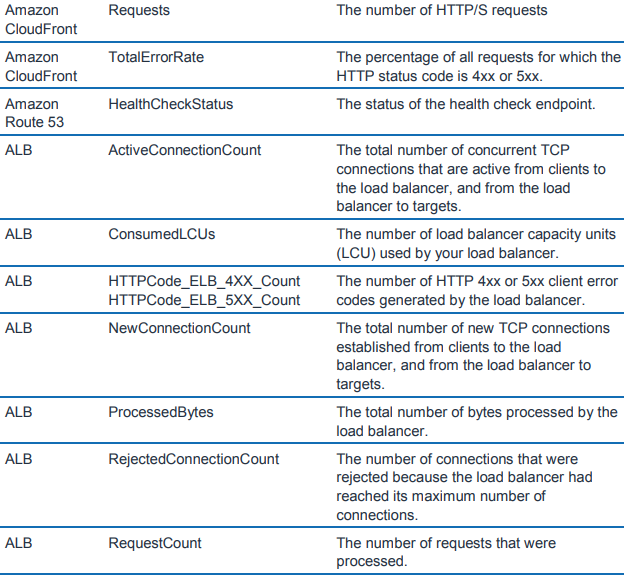 Amazon CloudFront Requests The number of HTTP/S requests
Amazon CloudFront TotalErrorRate The percentage of all requests for which the
HTTP status code is 4xx or 5xx.
Amazon Route 53 HealthCheckStatus The status of the health check endpoint.
ALB ActiveConnectionCount The total number of concurrent TCP
connections that are active from clients to
the load balancer, and from the load
balancer to targets.
ALB ConsumedLCUs The number of load balancer capacity units
(LCU) used by your load balancer.
ALB HTTPCode_ELB_4XX_Count The number of HTTP 4xx or 5xx client error
HTTPCode_ELB_5XX_Count codes generated by the load balancer.
ALB NewConnectionCount The total number of new TCP connections
established from clients to the load
balancer, and from the load balancer to
targets.
ALB ProcessedBytes The total number of bytes processed by the
load balancer.
ALB RejectedConnectionCount The number of connections that were
rejected because the load balancer had
reached its maximum number of
connections.
ALB RequestCount The number of requests that were
processed.